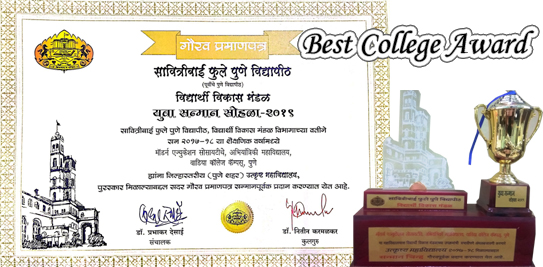 गौरव प्रमाणपत्र
Best College Award
सावित्रीबाई फुले पुणे विद्यापीठ
(पूर्वीचे पुणे विद्यापीठ)
विद्यार्थी विकास मंडळ
युवा सन्मान सोहळा-२०१९
सावित्रीबाई फुले पुणे विद्यापीठ, विद्यार्थी विकास मंडळ विभागाच्या वतीने
सन २०१७-१८ या शैक्षणिक वर्षामध्ये
मॉडर्न एज्युकेशन सोसायटीचे, अभियांत्रिकी महाविद्यालय,
वाडिया कॉलेज कॅम्पस, पुणे
ह्यांना जिल्हास्तरीय (पुणे शहर) उत्कृष्ट महाविद्यालय,
पुरस्कार मिळाल्याबद्दल सदर गौरव प्रमाणपत्र सन्मानपूर्वक प्रदान करण्यात येत आहे.
डॉ. प्रभाकर देसाई
संचालक
डॉ. नितीन करमळकर
कुलगुरु
सावित्रीबाई फुले पुणे विद्यापीठ
विद्यार्थी विकास मंडळ